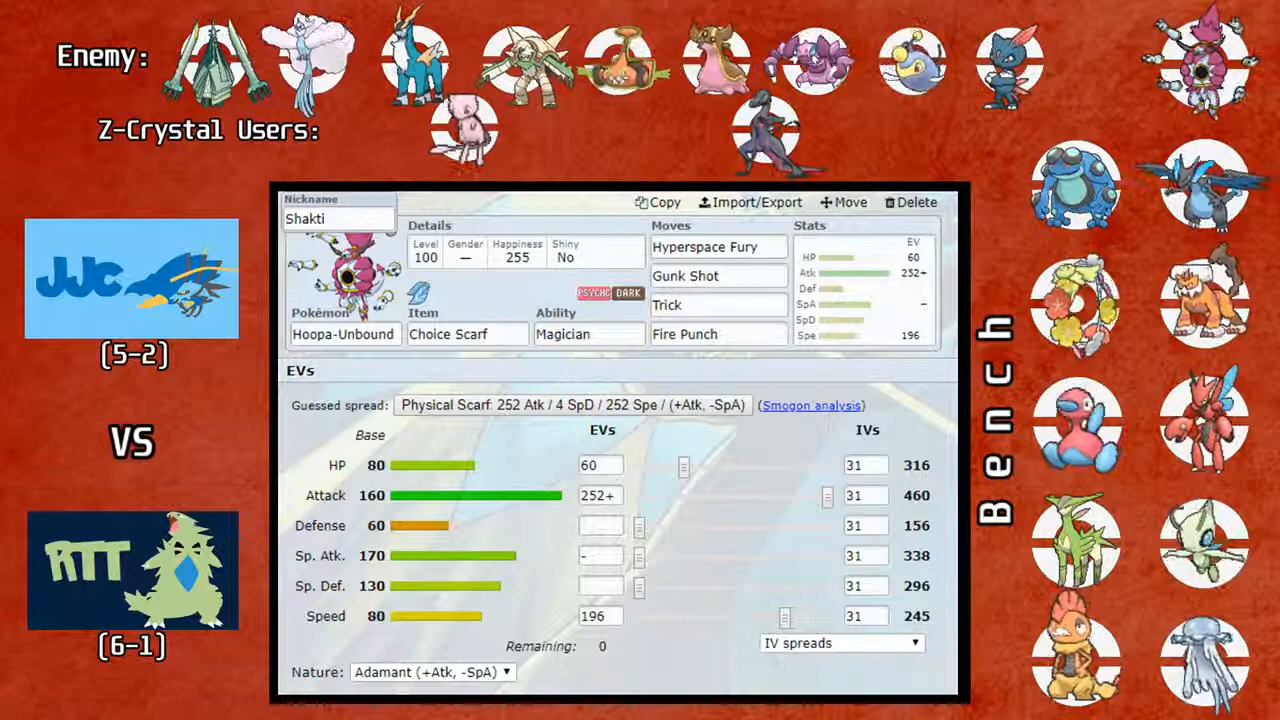 Enemy:
Z-Crystal Users:
Nickname
Shakti
Copy Import/Export Move Delete
Details
Moves
Stats
Level Gender Happiness Shiny
100 — 255 No
PSYCHC DARK
Pokémon Item Ability
Hoopa-Unbound Choice Scarf Magician
Hyperspace Fury
Gunk Shot
Trick
Fire Punch
EV
HP 60
Atk 252+
Def
SpA –
SpD
Spe 196
EVs
Guessed spread: Physical Scarf: 252 Atk / 4 SpD / 252 Spe / (+Atk, -SpA) (Smogon analysis)
Base EVs IVs
HP 80 60 31 316
Attack 160 252+ 31 460
Defense 60 31 156
Sp. Atk. 170 - 31 338
Sp. Def. 130 31 296
Speed 80 196 31 245
Remaining: 0
IV spreads
Nature: Adamant (+Atk, -SpA)
JJC
(5-2)
VS
RTT
(6-1)
Bench